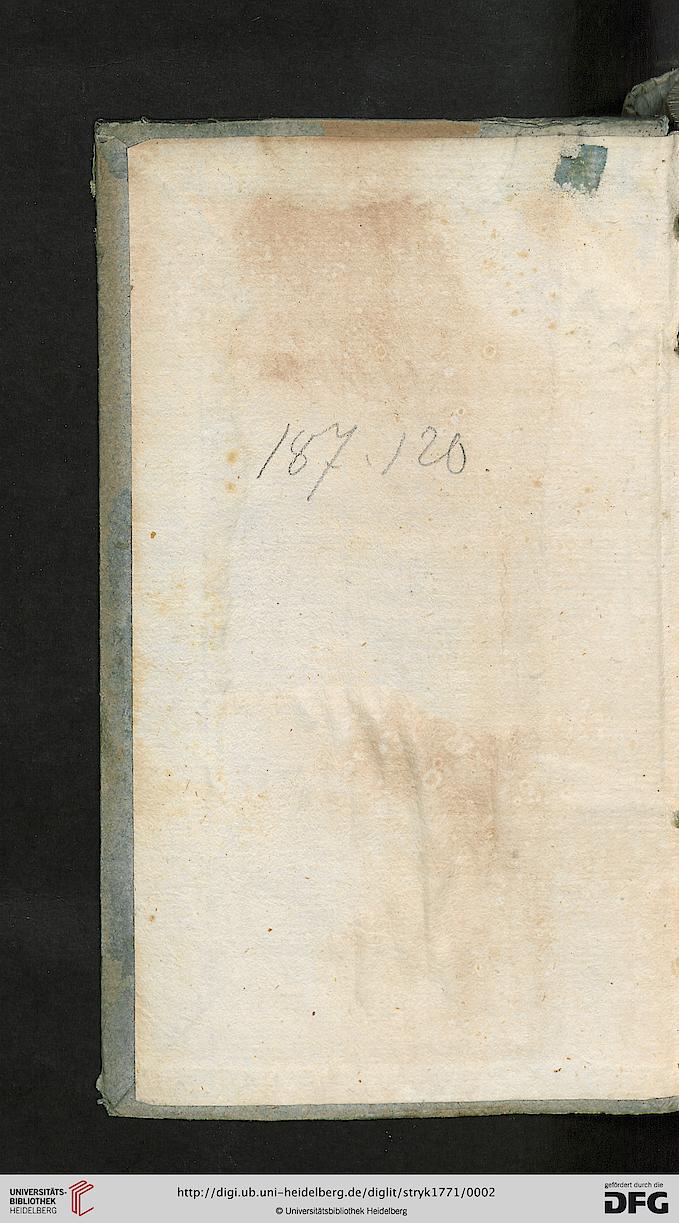 187.120.
UNIVERSITÄTS-
BIBLIOTHEK
HEIDELBERG
http://digi.ub.uni-heidelberg.de/diglit/stryk1771/0002
© Universitätsbibliothek Heidelberg
gefördert durch die
DFG